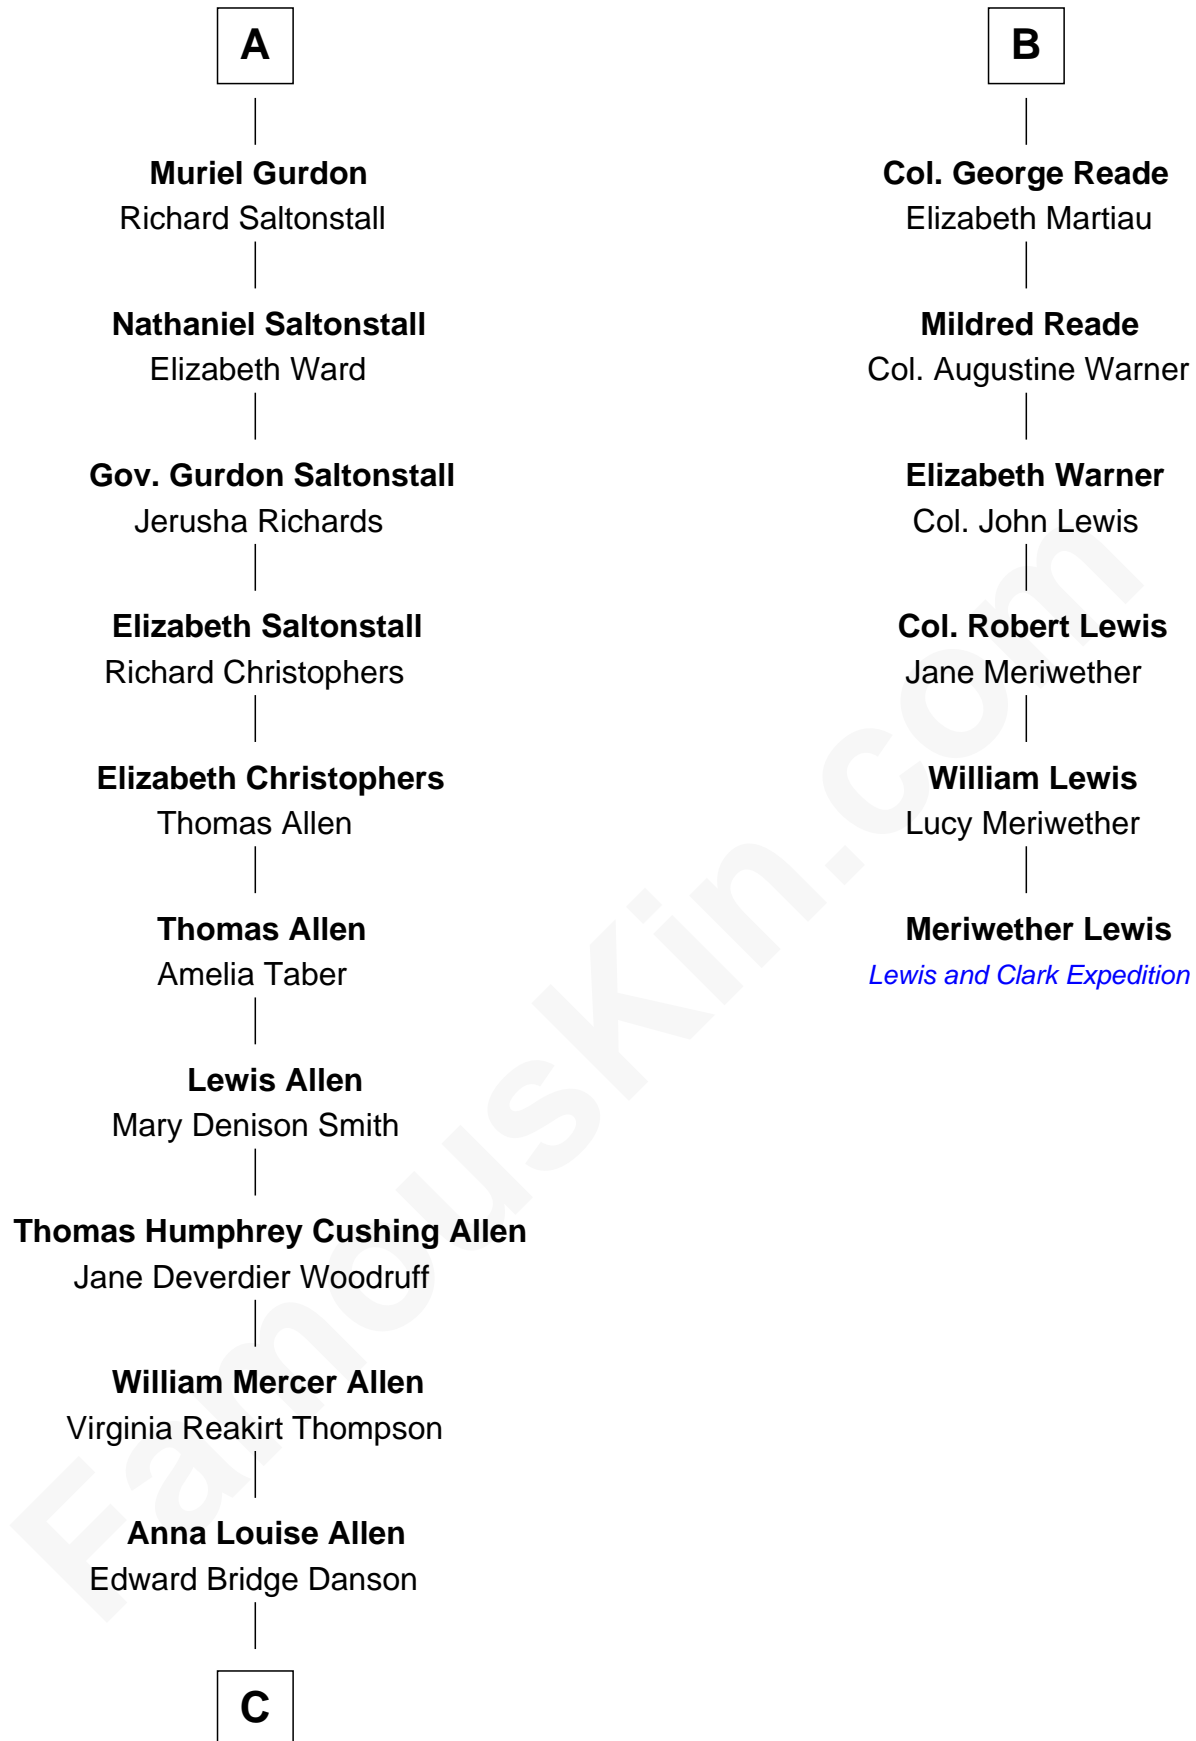 A
Muriel Gurdon
Richard Saltonstall
Nathaniel Saltonstall
Elizabeth Ward
Gov. Gurdon Saltonstall
Jerusha Richards
Elizabeth Saltonstall
Richard Christophers
Elizabeth Christophers
Thomas Allen
Thomas Allen
Amelia Taber
Lewis Allen
Mary Denison Smith
Thomas Humphrey Cushing Allen
Jane Deverdier Woodruff
William Mercer Allen
Virginia Reakirt Thompson
Anna Louise Allen
Edward Bridge Danson
C
B
Col. George Reade
Elizabeth Martiau
Mildred Reade
Col. Augustine Warner
Elizabeth Warner
Col. John Lewis
Col. Robert Lewis
Jane Meriwether
William Lewis
Lucy Meriwether
Meriwether Lewis
Lewis and Clark Expedition
FamousKin.com